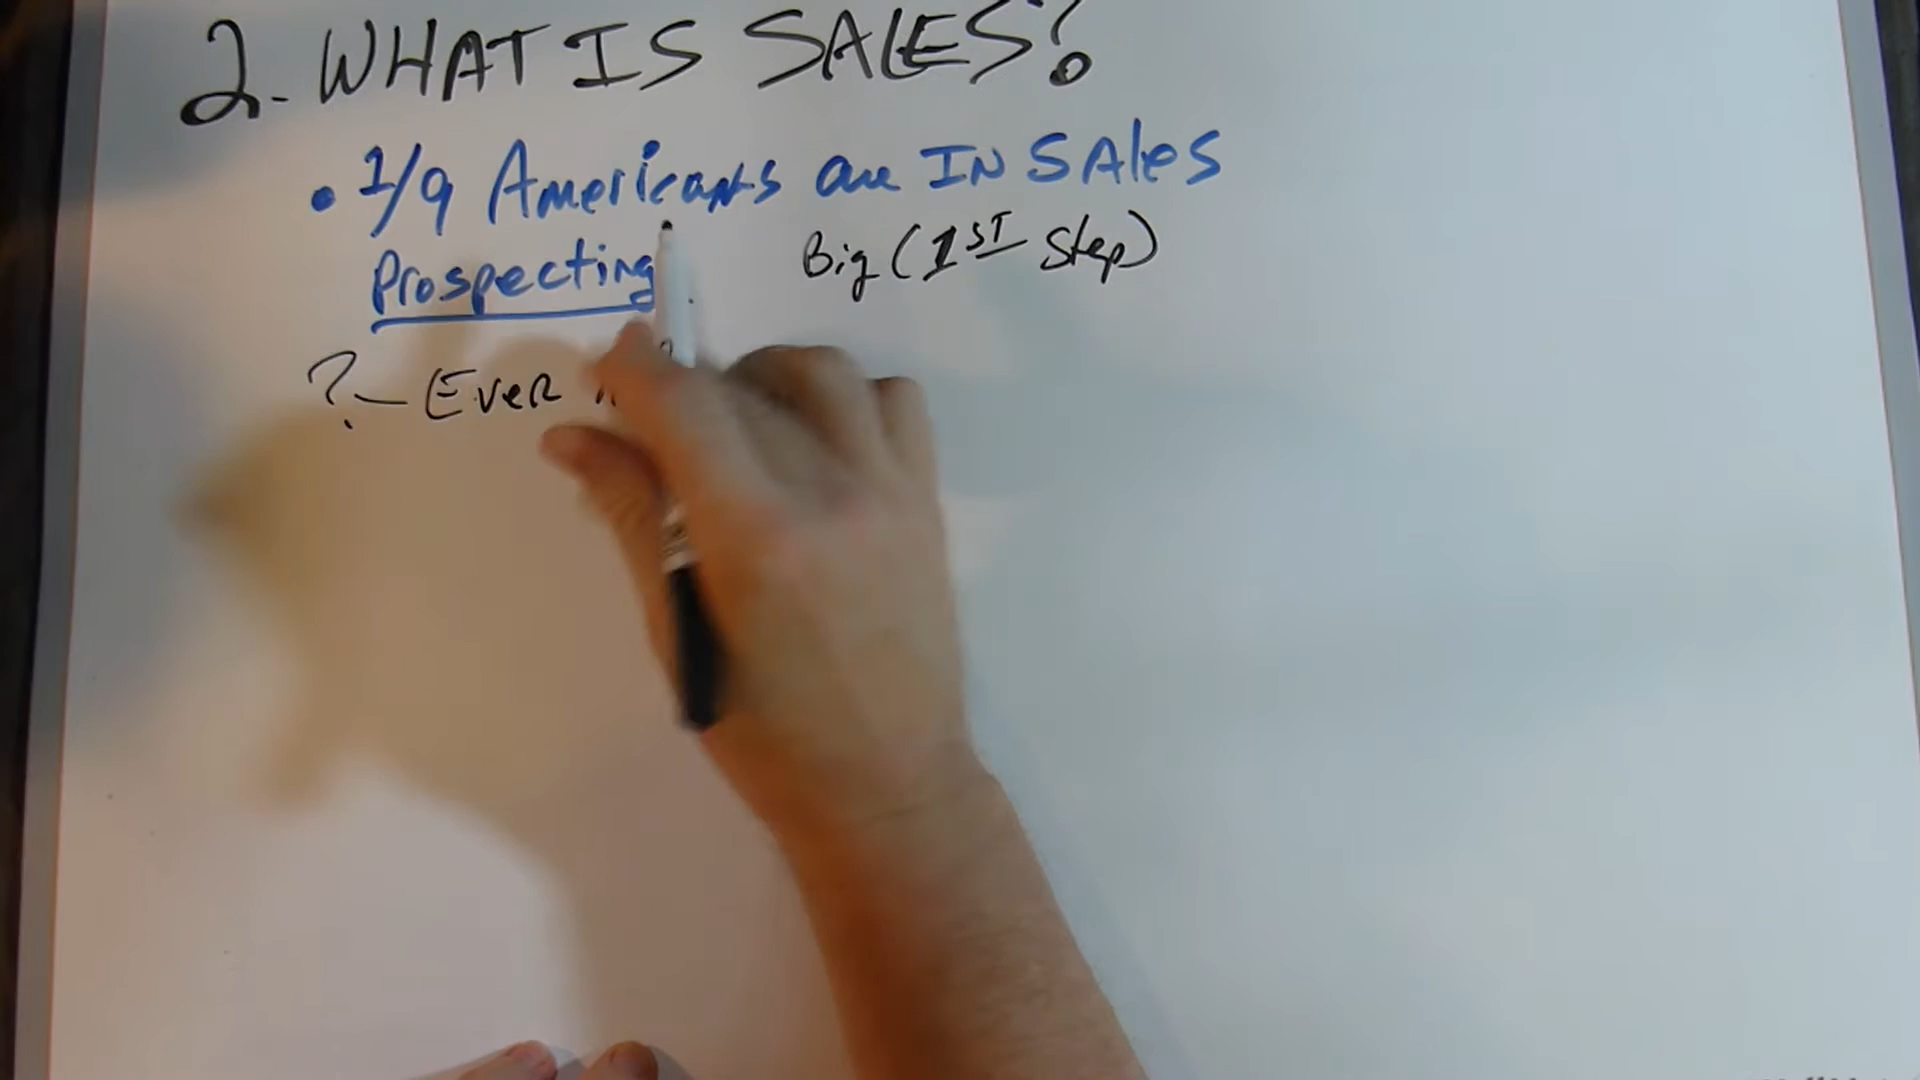 2. WHAT IS SALES?
• 1/9 Americans are IN SAles
Prospecting Big (1ST Step)
?— Ever